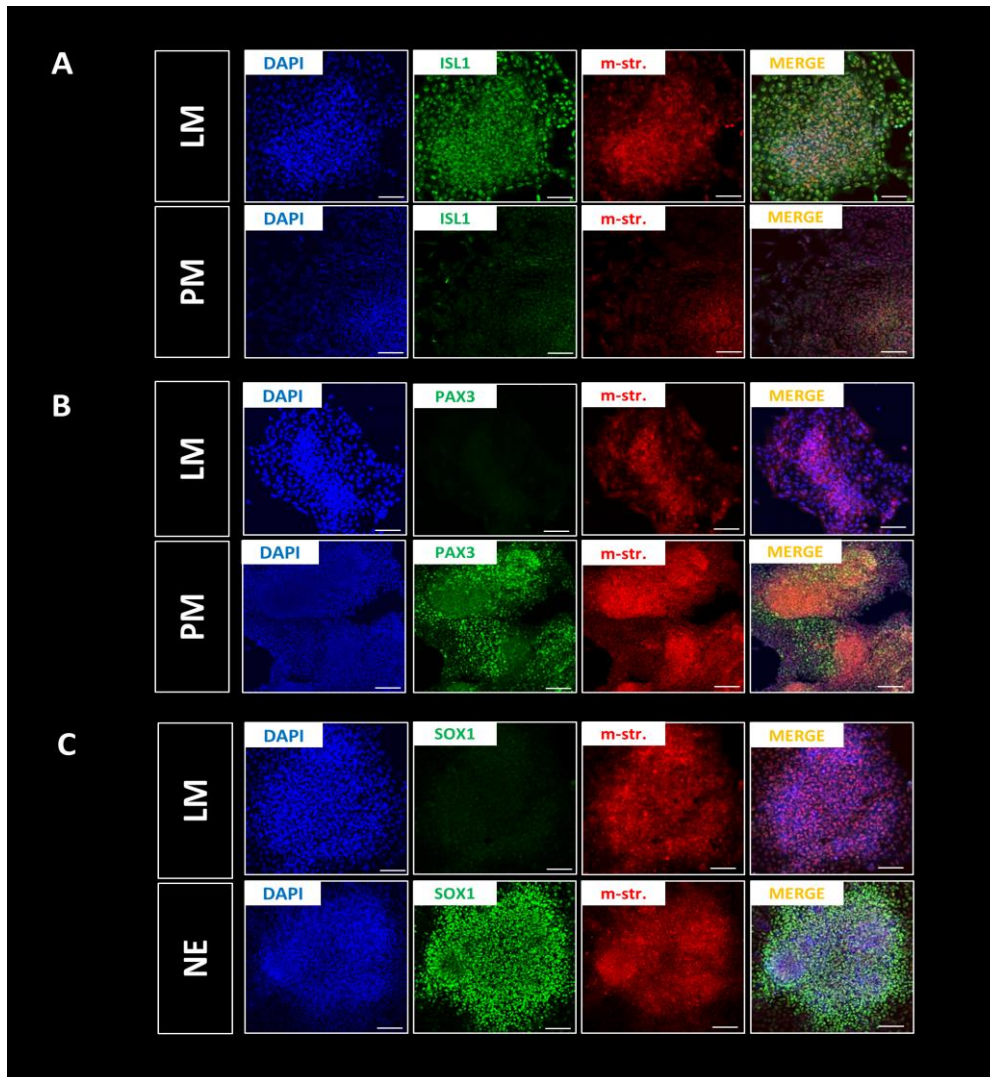 A
LM
DAPI
ISL1
m-str.
MERGE
PM
DAPI
ISL1
m-str.
MERGE
B
LM
DAPI
PAX3
m-str.
MERGE
PM
DAPI
PAX3
m-str.
MERGE
C
LM
DAPI
SOX1
m-str.
MERGE
NE
DAPI
SOX1
m-str.
MERGE